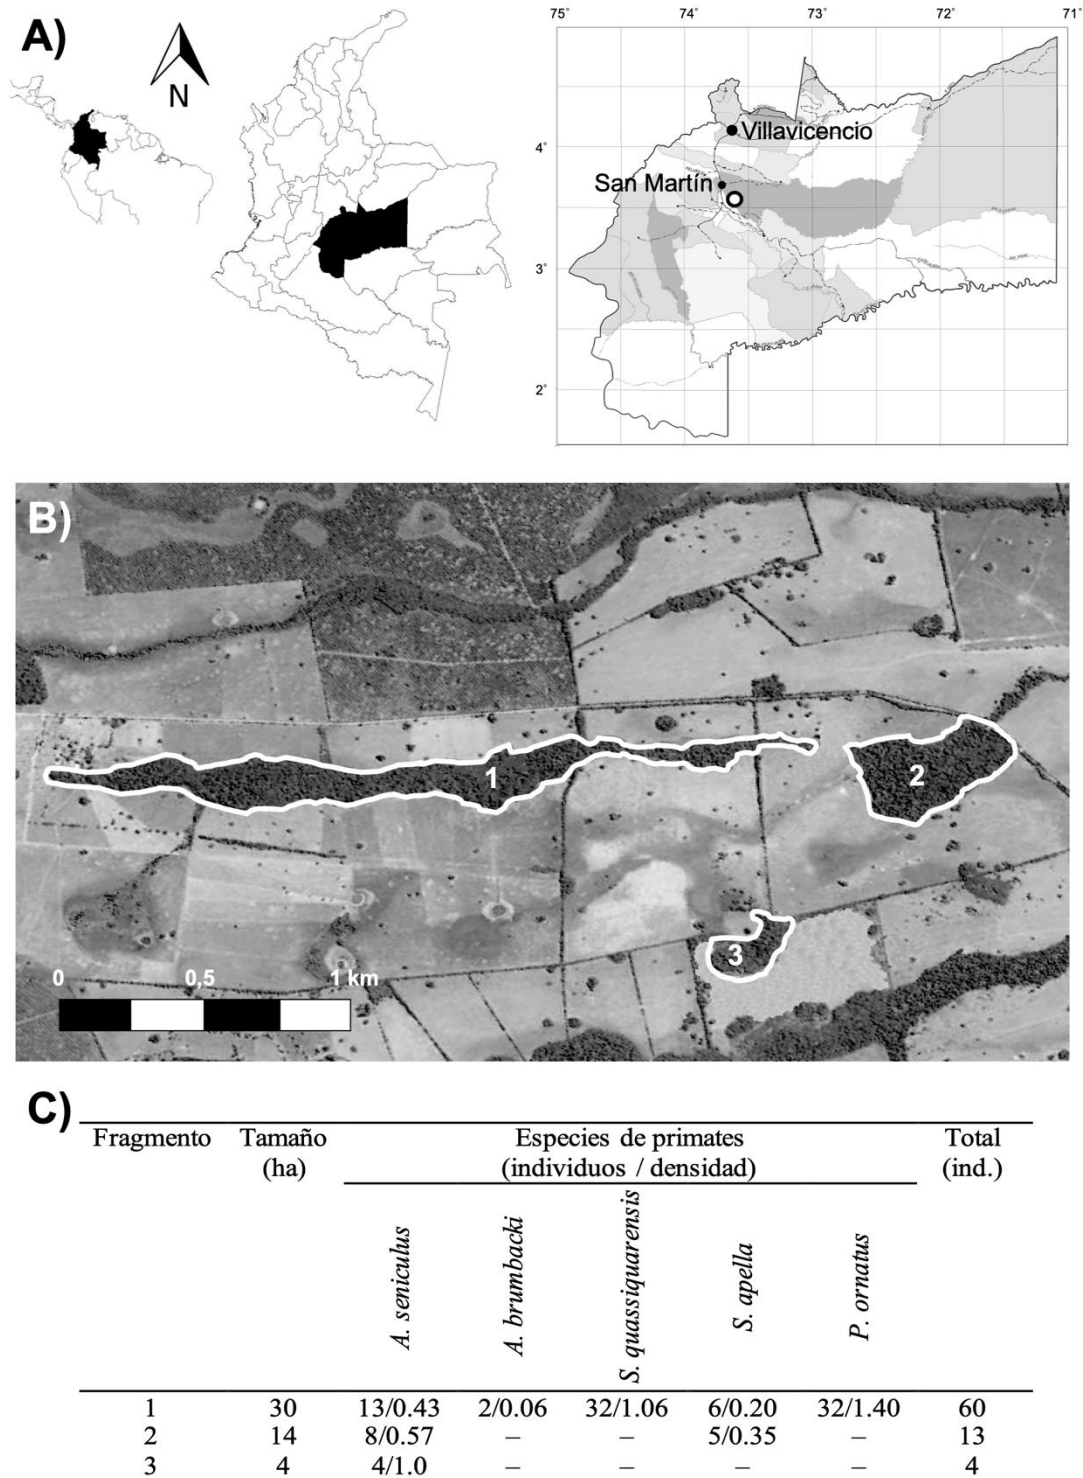 A)
N
75° 74° 73° 72° 71°
4°
3°
2°
Villavicencio
San Martín
B)
1
2
3
0 0,5 1 km
C)
Fragmento Tamaño Especies de primates Total
(ha) (individuos / densidad) (ind.)
A. seniculus
A. brumbacki
S. quassiquarensis
S. apella
P. ornatus
1 30 13/0.43 2/0.06 32/1.06 6/0.20 32/1.40 60
2 14 8/0.57 – – 5/0.35 – 13
3 4 4/1.0 – – – – 4